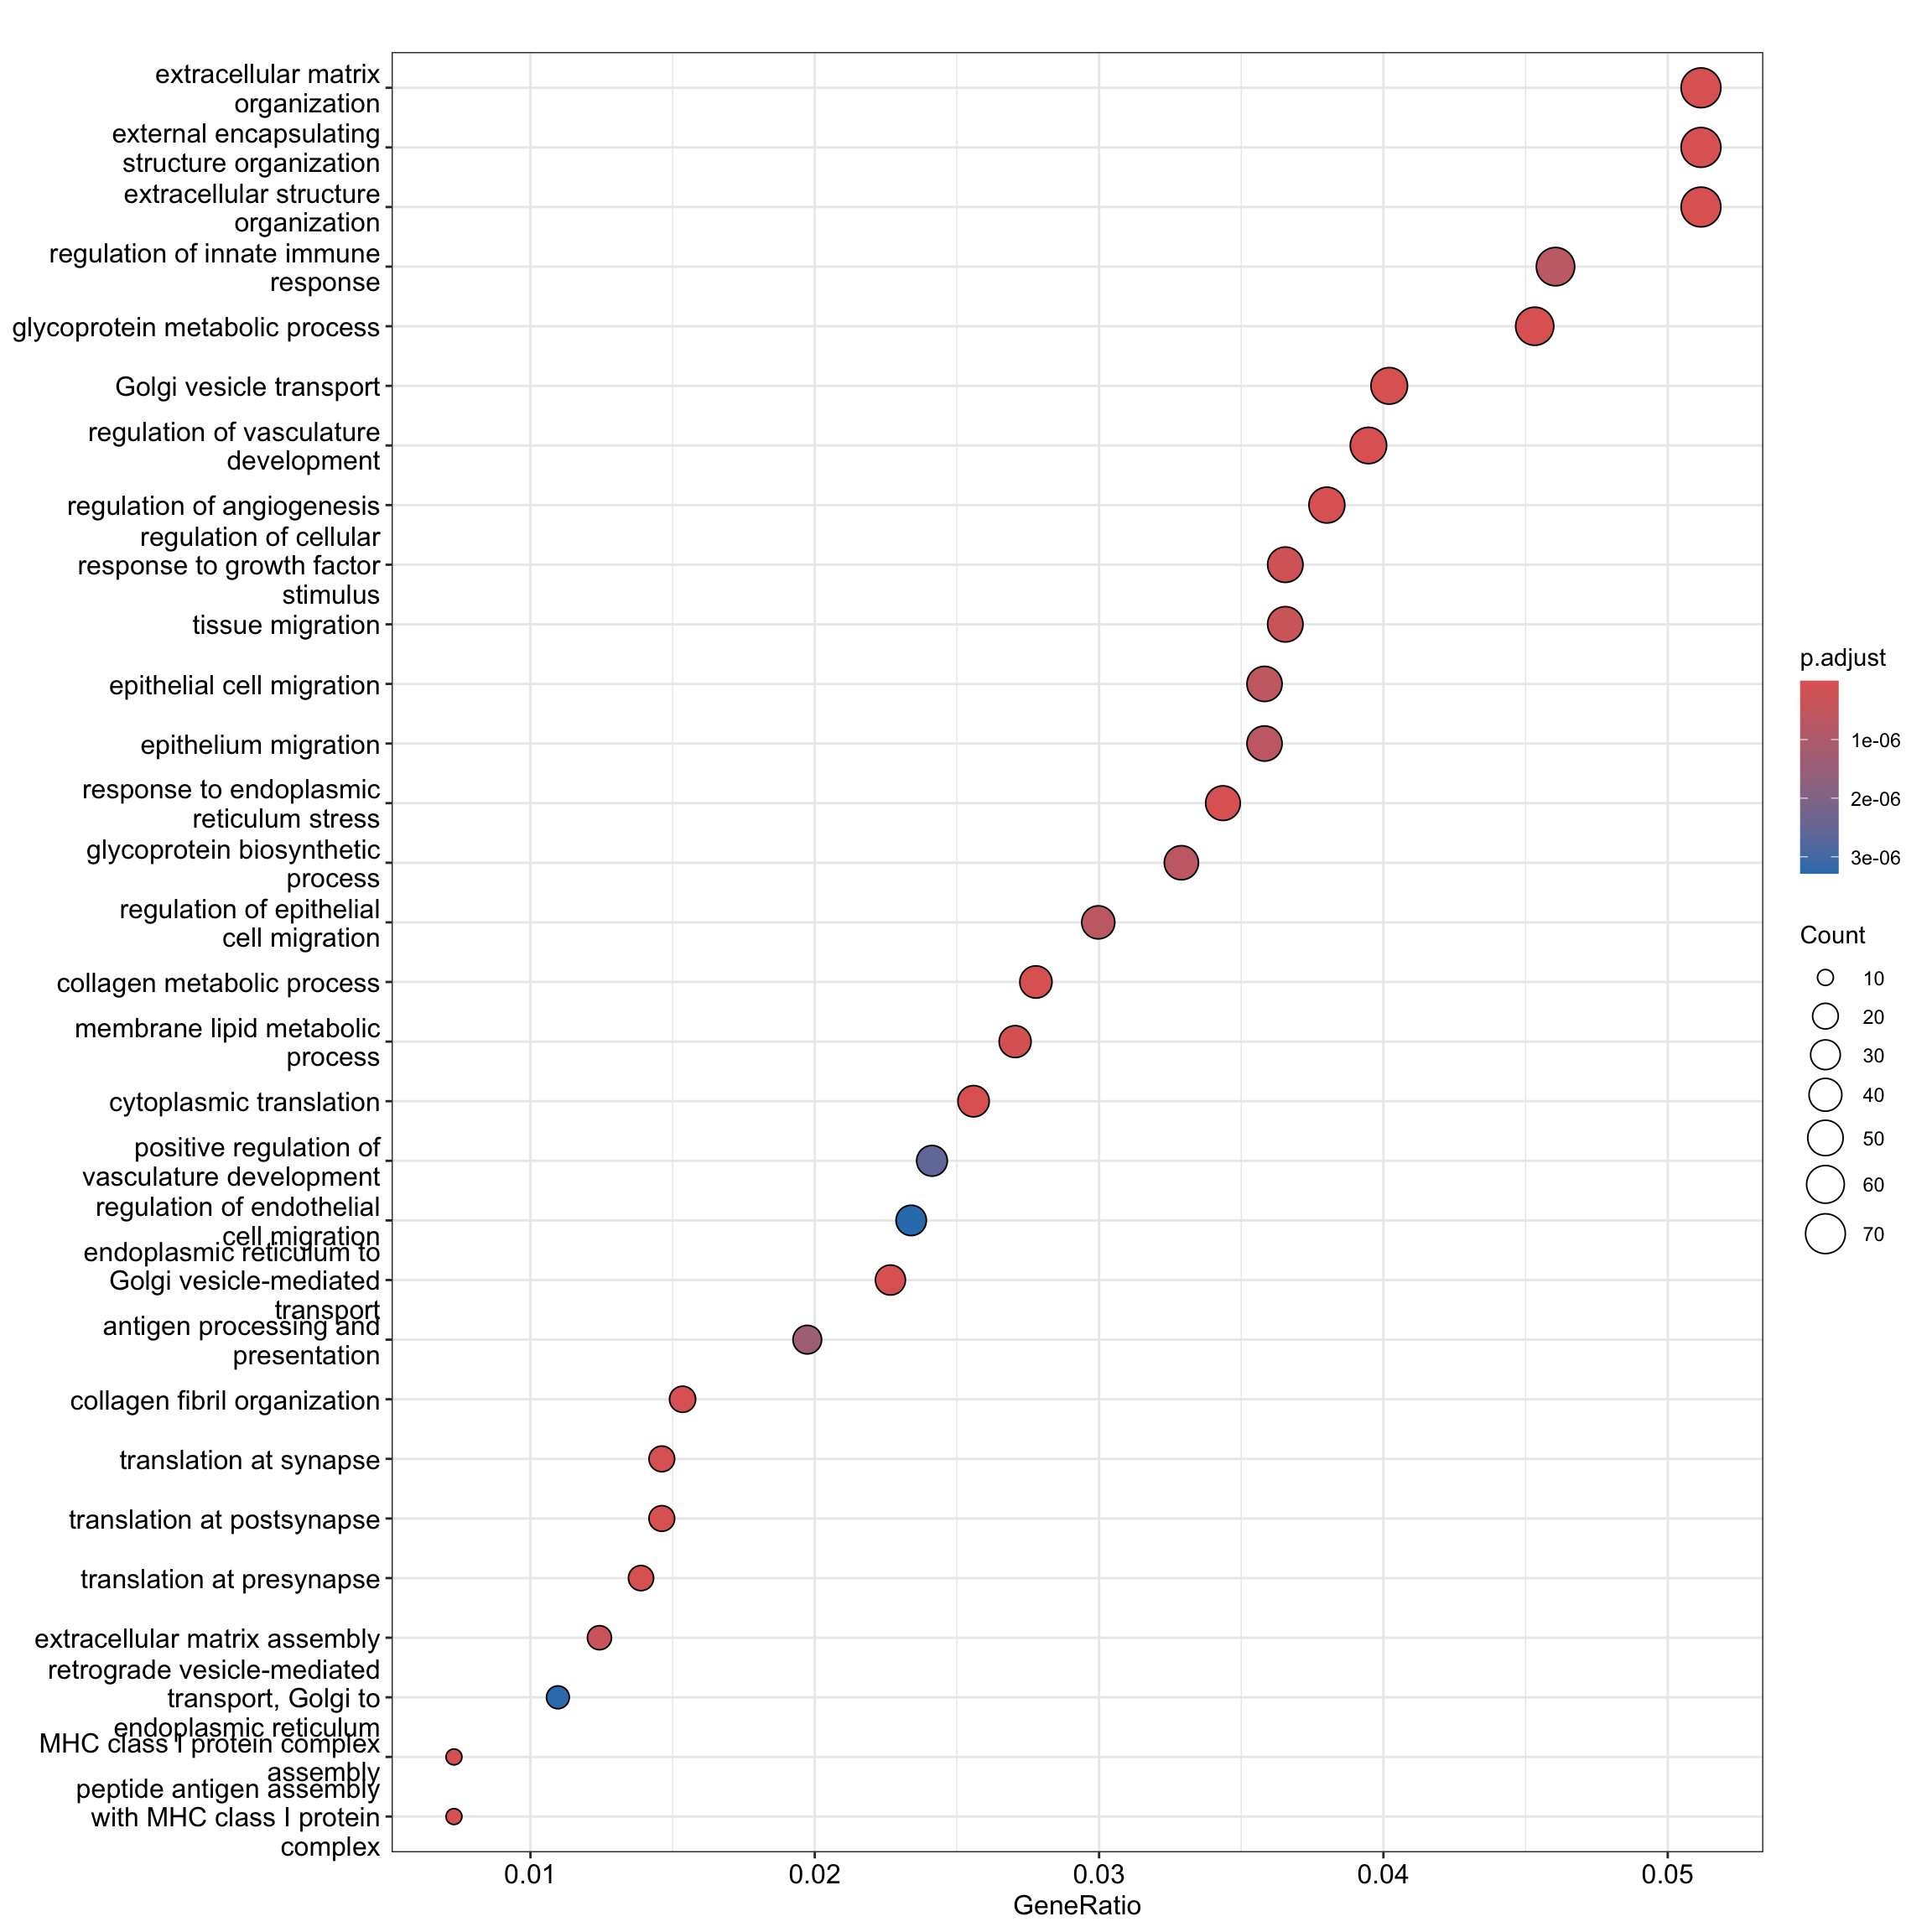 extracellular matrix
organization
external encapsulating
structure organization
extracellular structure
organization
regulation of innate immune
response
glycoprotein metabolic process
Golgi vesicle transport
regulation of vasculature
development
regulation of angiogenesis
regulation of cellular
response to growth factor
stimulus
tissue migration
epithelial cell migration
epithelium migration
response to endoplasmic
reticulum stress
glycoprotein biosynthetic
process
regulation of epithelial
cell migration
collagen metabolic process
membrane lipid metabolic
process
cytoplasmic translation
positive regulation of
vasculature development
regulation of endothelial
cell migration
endoplasmic reticulum to
Golgi vesicle-mediated
transport
antigen processing and
presentation
collagen fibril organization
translation at synapse
translation at postsynapse
translation at presynapse
extracellular matrix assembly
retrograde vesicle-mediated
transport, Golgi to
endoplasmic reticulum
MHC class I protein complex
assembly
peptide antigen assembly
with MHC class I protein
complex
0.01
0.02
0.03
0.04
0.05
GeneRatio
p.adjust
1e-06
2e-06
3e-06
Count
10
20
30
40
50
60
70